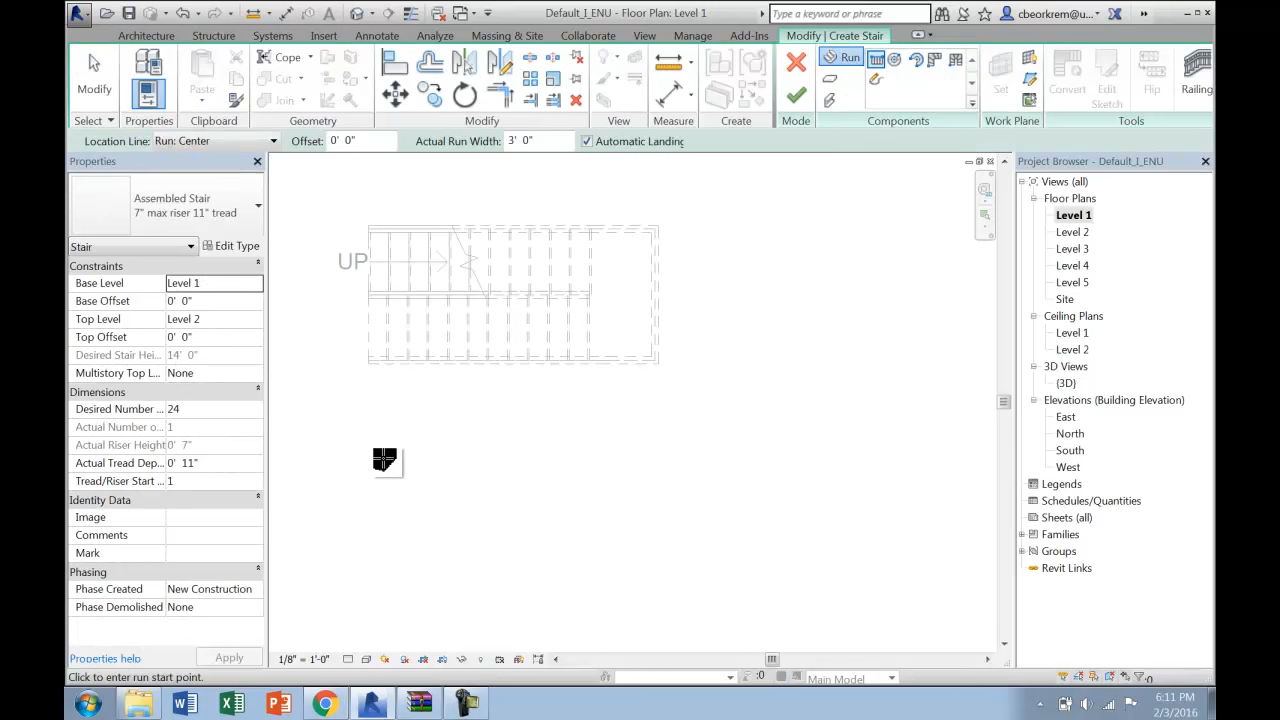 Default_I_ENU - Floor Plan: Level 1
Type a keyword or phrase
cbeorkrem@u...
Architecture Structure Systems Insert Annotate Analyze Massing & Site Collaborate View Manage Add-Ins Modify | Create Stair
Modify
Paste
Cope
Cut
Join
Run
Set
Edit
Convert Sketch Flip Railing
Select Properties Clipboard Geometry Modify View Measure Create Mode Components Work Plane Tools
Location Line: Run: Center Offset: 0' 0" Actual Run Width: 3' 0" Automatic Landing
Properties
Assembled Stair
7" max riser 11" tread
Stair Edit Type
Constraints
Base Level Level 1
Base Offset 0' 0"
Top Level Level 2
Top Offset 0' 0"
Desired Stair Hei... 14' 0"
Multistory Top L... None
Dimensions
Desired Number ... 24
Actual Number o... 1
Actual Riser Height 0' 7"
Actual Tread Dep... 0' 11"
Tread/Riser Start ... 1
Identity Data
Image
Comments
Mark
Phasing
Phase Created New Construction
Phase Demolished None
Properties help Apply
UP
Project Browser - Default_I_ENU
Views (all)
Floor Plans
Level 1
Level 2
Level 3
Level 4
Level 5
Site
Ceiling Plans
Level 1
Level 2
3D Views
{3D}
Elevations (Building Elevation)
East
North
South
West
Legends
Schedules/Quantities
Sheets (all)
Families
Groups
Revit Links
1/8" = 1'-0"
Click to enter run start point.
:0 Main Model :0
6:11 PM
2/3/2016